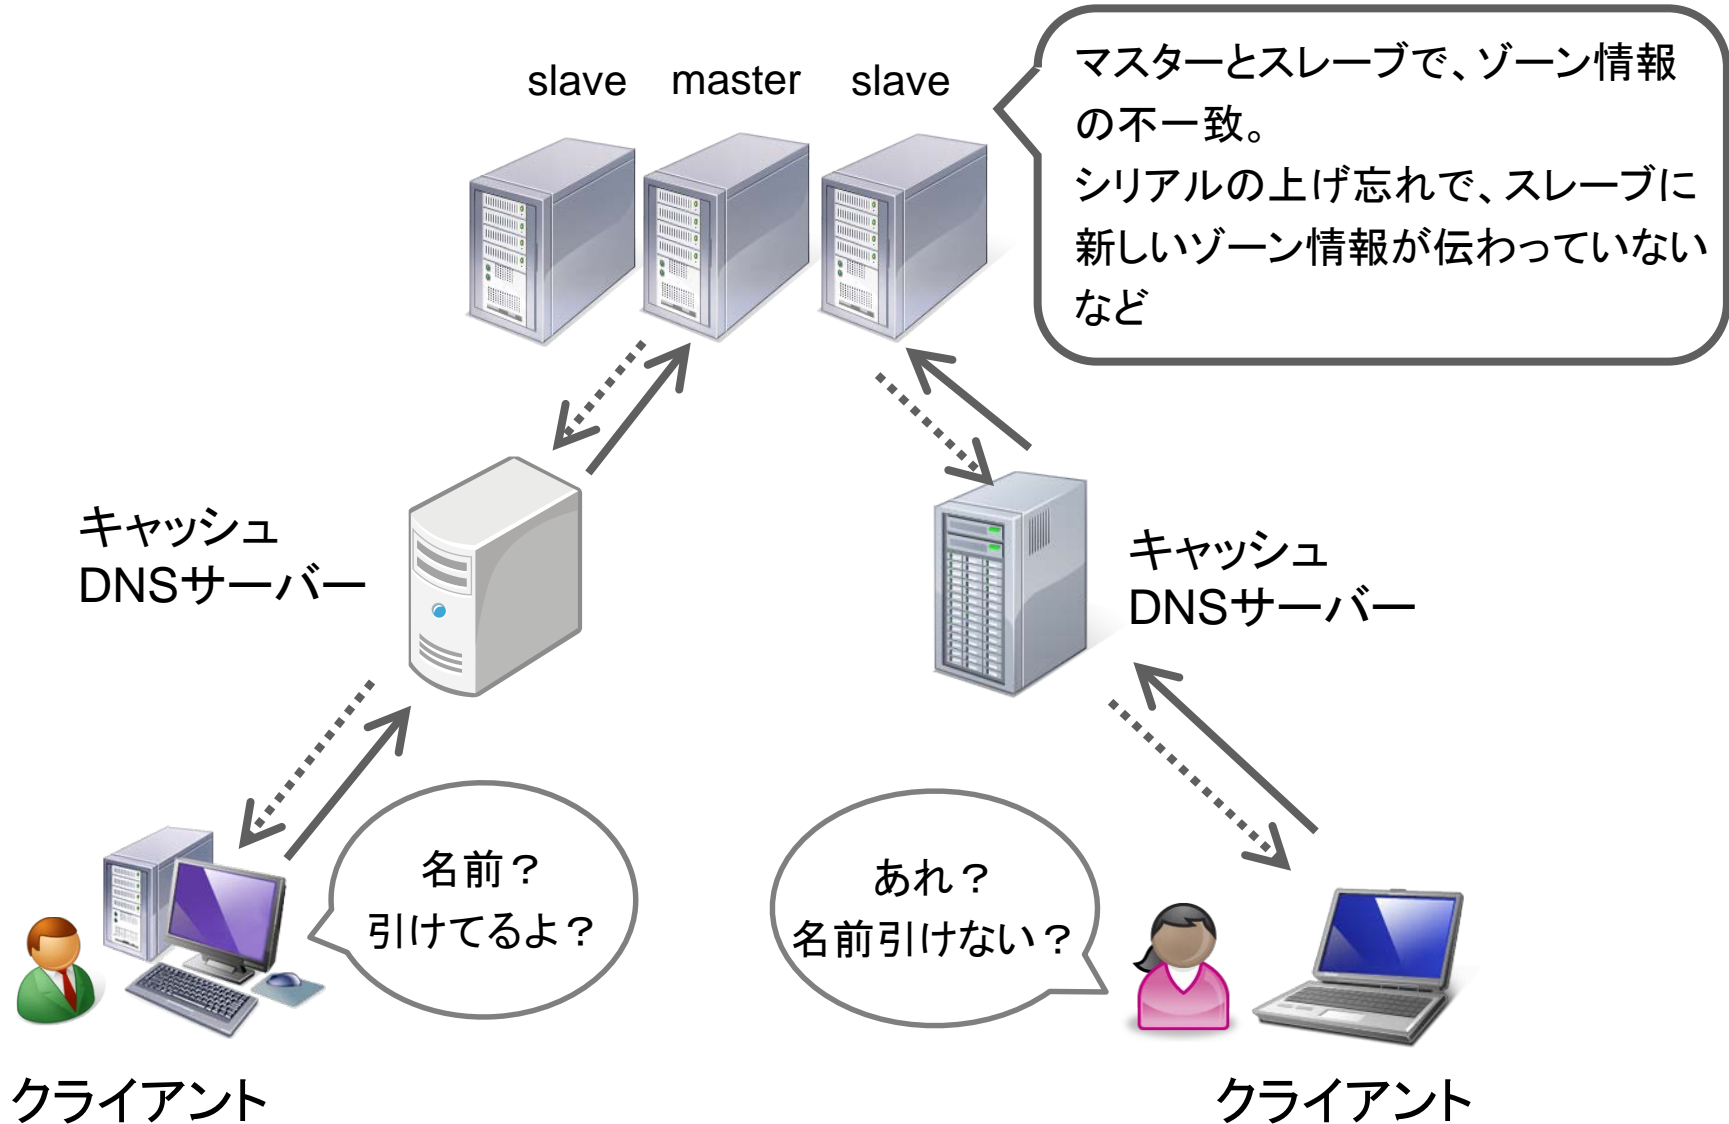 slave
master
slave
マスターとスレーブで、ゾーン情報
の不一致。
シリアルの上げ忘れで、スレーブに
新しいゾーン情報が伝わっていない
など
キャッシュ
DNSサーバー
キャッシュ
DNSサーバー
名前？
引けてるよ？
あれ？
名前引けない？
クライアント
クライアント